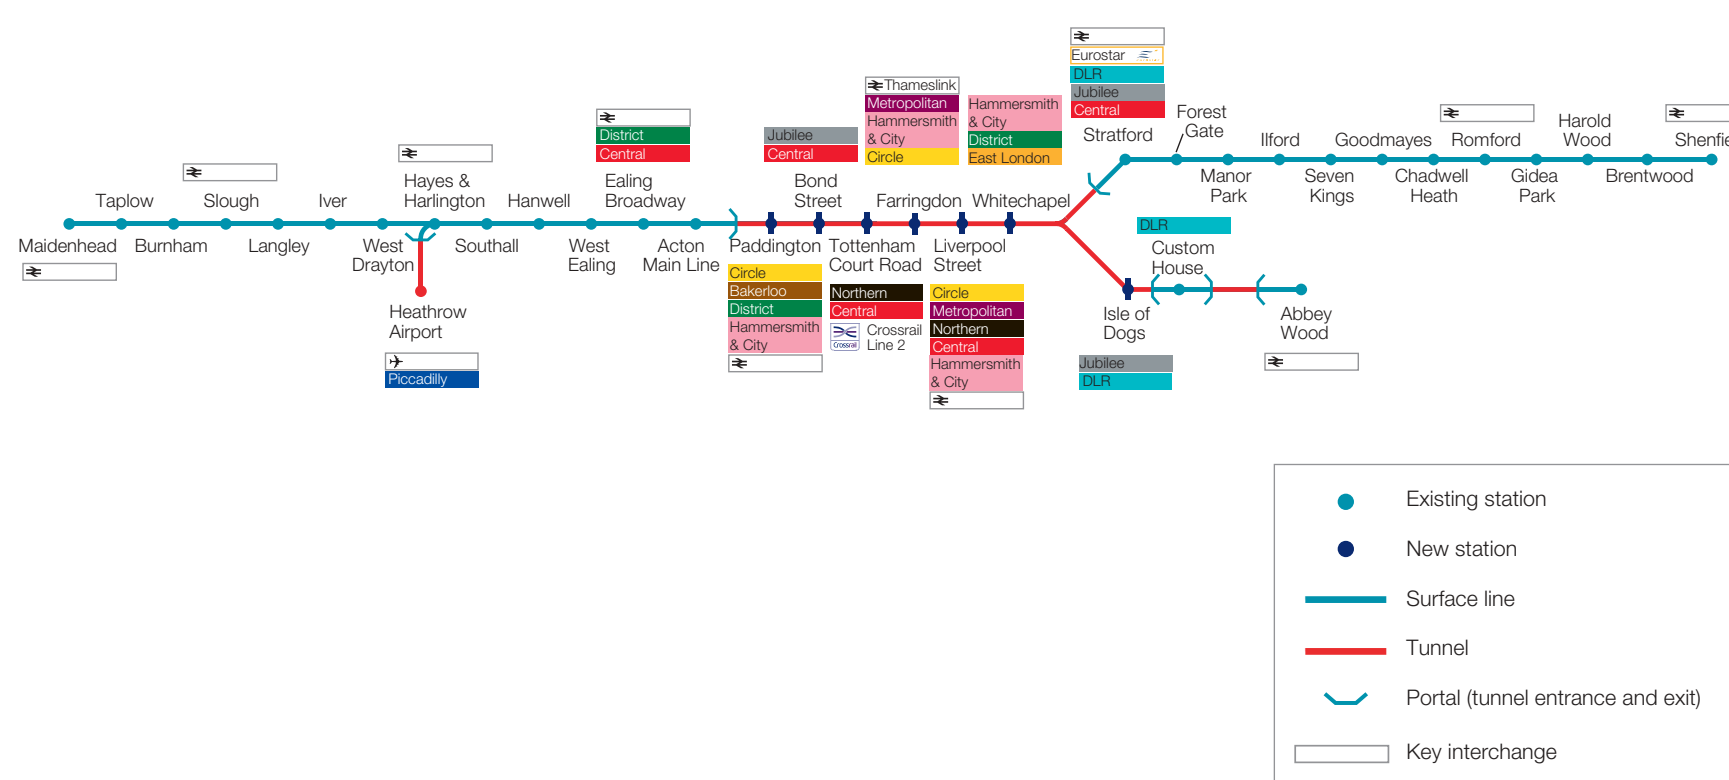 Eurostar
DLR
Jubilee
Central
Thameslink
Metropolitan
Hammersmith
& City
Circle
Hammersmith
& City
District
East London
District
Central
Jubilee
Central
Forest
Gate
Stratford
Ilford
Goodmayes
Romford
Harold
Wood
Shenfie
Manor
Park
Seven
Kings
Chadwell
Heath
Gidea
Park
Brentwood
Taplow
Slough
Iver
Hayes &
Harlington
Hanwell
Ealing
Broadway
Bond
Street
Farringdon
Whitechapel
Maidenhead
Burnham
Langley
West
Drayton
Southall
West
Ealing
Acton
Main Line
Paddington
Tottenham
Court Road
Liverpool
Street
DLR
Custom
House
Heathrow
Airport
Piccadilly
Circle
Bakerloo
District
Hammersmith
& City
Northern
Central
Crossrail
Crossrail
Line 2
Circle
Metropolitan
Northern
Central
Hammersmith
& City
Isle of
Dogs
Jubilee
DLR
Abbey
Wood
Existing station
New station
Surface line
Tunnel
Portal (tunnel entrance and exit)
Key interchange